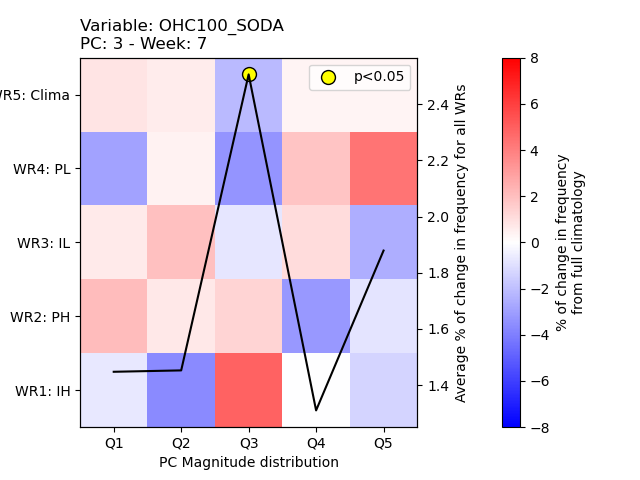 Variable: OHC100_SODA
PC: 3 - Week: 7
p<0.05
WR5: Clima
WR4: PL
WR3: IL
WR2: PH
WR1: IH
Q1 Q2 Q3 Q4 Q5
PC Magnitude distribution
2.4
2.2
2.0
1.8
1.6
1.4
Average % of change in frequency for all WRs
8
6
4
2
0
−2
−4
−6
−8
% of change in frequency
from full climatology